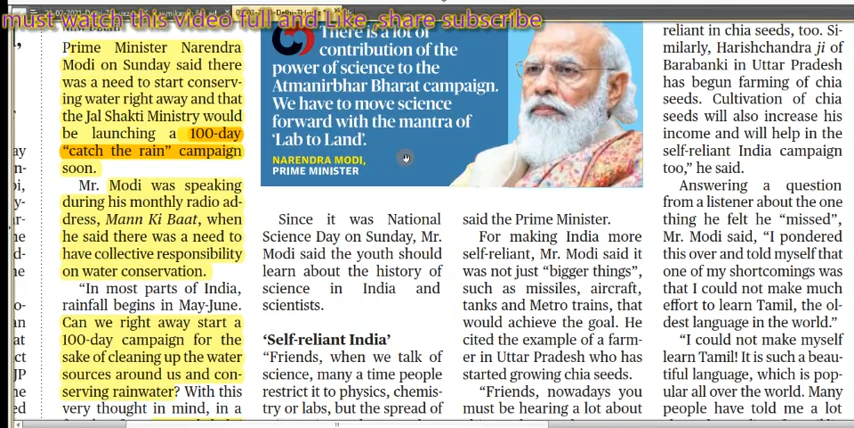 must watch this video full and Like share subscribe
Prime Minister Narendra
Modi on Sunday said there
was a need to start conserv-
ing water right away and that
the Jal Shakti Ministry would
be launching a 100-day
“catch the rain” campaign
soon.
Mr. Modi was speaking
during his monthly radio ad-
dress, Mann Ki Baat, when
he said there was a need to
have collective responsibility
on water conservation.
“In most parts of India,
rainfall begins in May-June.
Can we right away start a
100-day campaign for the
sake of cleaning up the water
sources around us and con-
serving rainwater? With this
very thought in mind, in a
There is a lot of
contribution of the
power of science to the
Atmanirbhar Bharat campaign.
We have to move science
forward with the mantra of
‘Lab to Land’.
NARENDRA MODI,
PRIME MINISTER
Since it was National
Science Day on Sunday, Mr.
Modi said the youth should
learn about the history of
science in India and
scientists.
‘Self-reliant India’
“Friends, when we talk of
science, many a time people
restrict it to physics, chemis-
try or labs, but the spread of
said the Prime Minister.
For making India more
self-reliant, Mr. Modi said it
was not just “bigger things”,
such as missiles, aircraft,
tanks and Metro trains, that
would achieve the goal. He
cited the example of a farm-
er in Uttar Pradesh who has
started growing chia seeds.
“Friends, nowadays you
must be hearing a lot about
reliant in chia seeds, too. Si-
milarly, Harishchandra ji of
Barabanki in Uttar Pradesh
has begun farming of chia
seeds. Cultivation of chia
seeds will also increase his
income and will help in the
self-reliant India campaign
too,” he said.
Answering a question
from a listener about the one
thing he felt he “missed”,
Mr. Modi said, “I pondered
this over and told myself that
one of my shortcomings was
that I could not make much
effort to learn Tamil, the ol-
dest language in the world.”
“I could not make myself
learn Tamil! It is such a beau-
tiful language, which is pop-
ular all over the world. Many
people have told me a lot